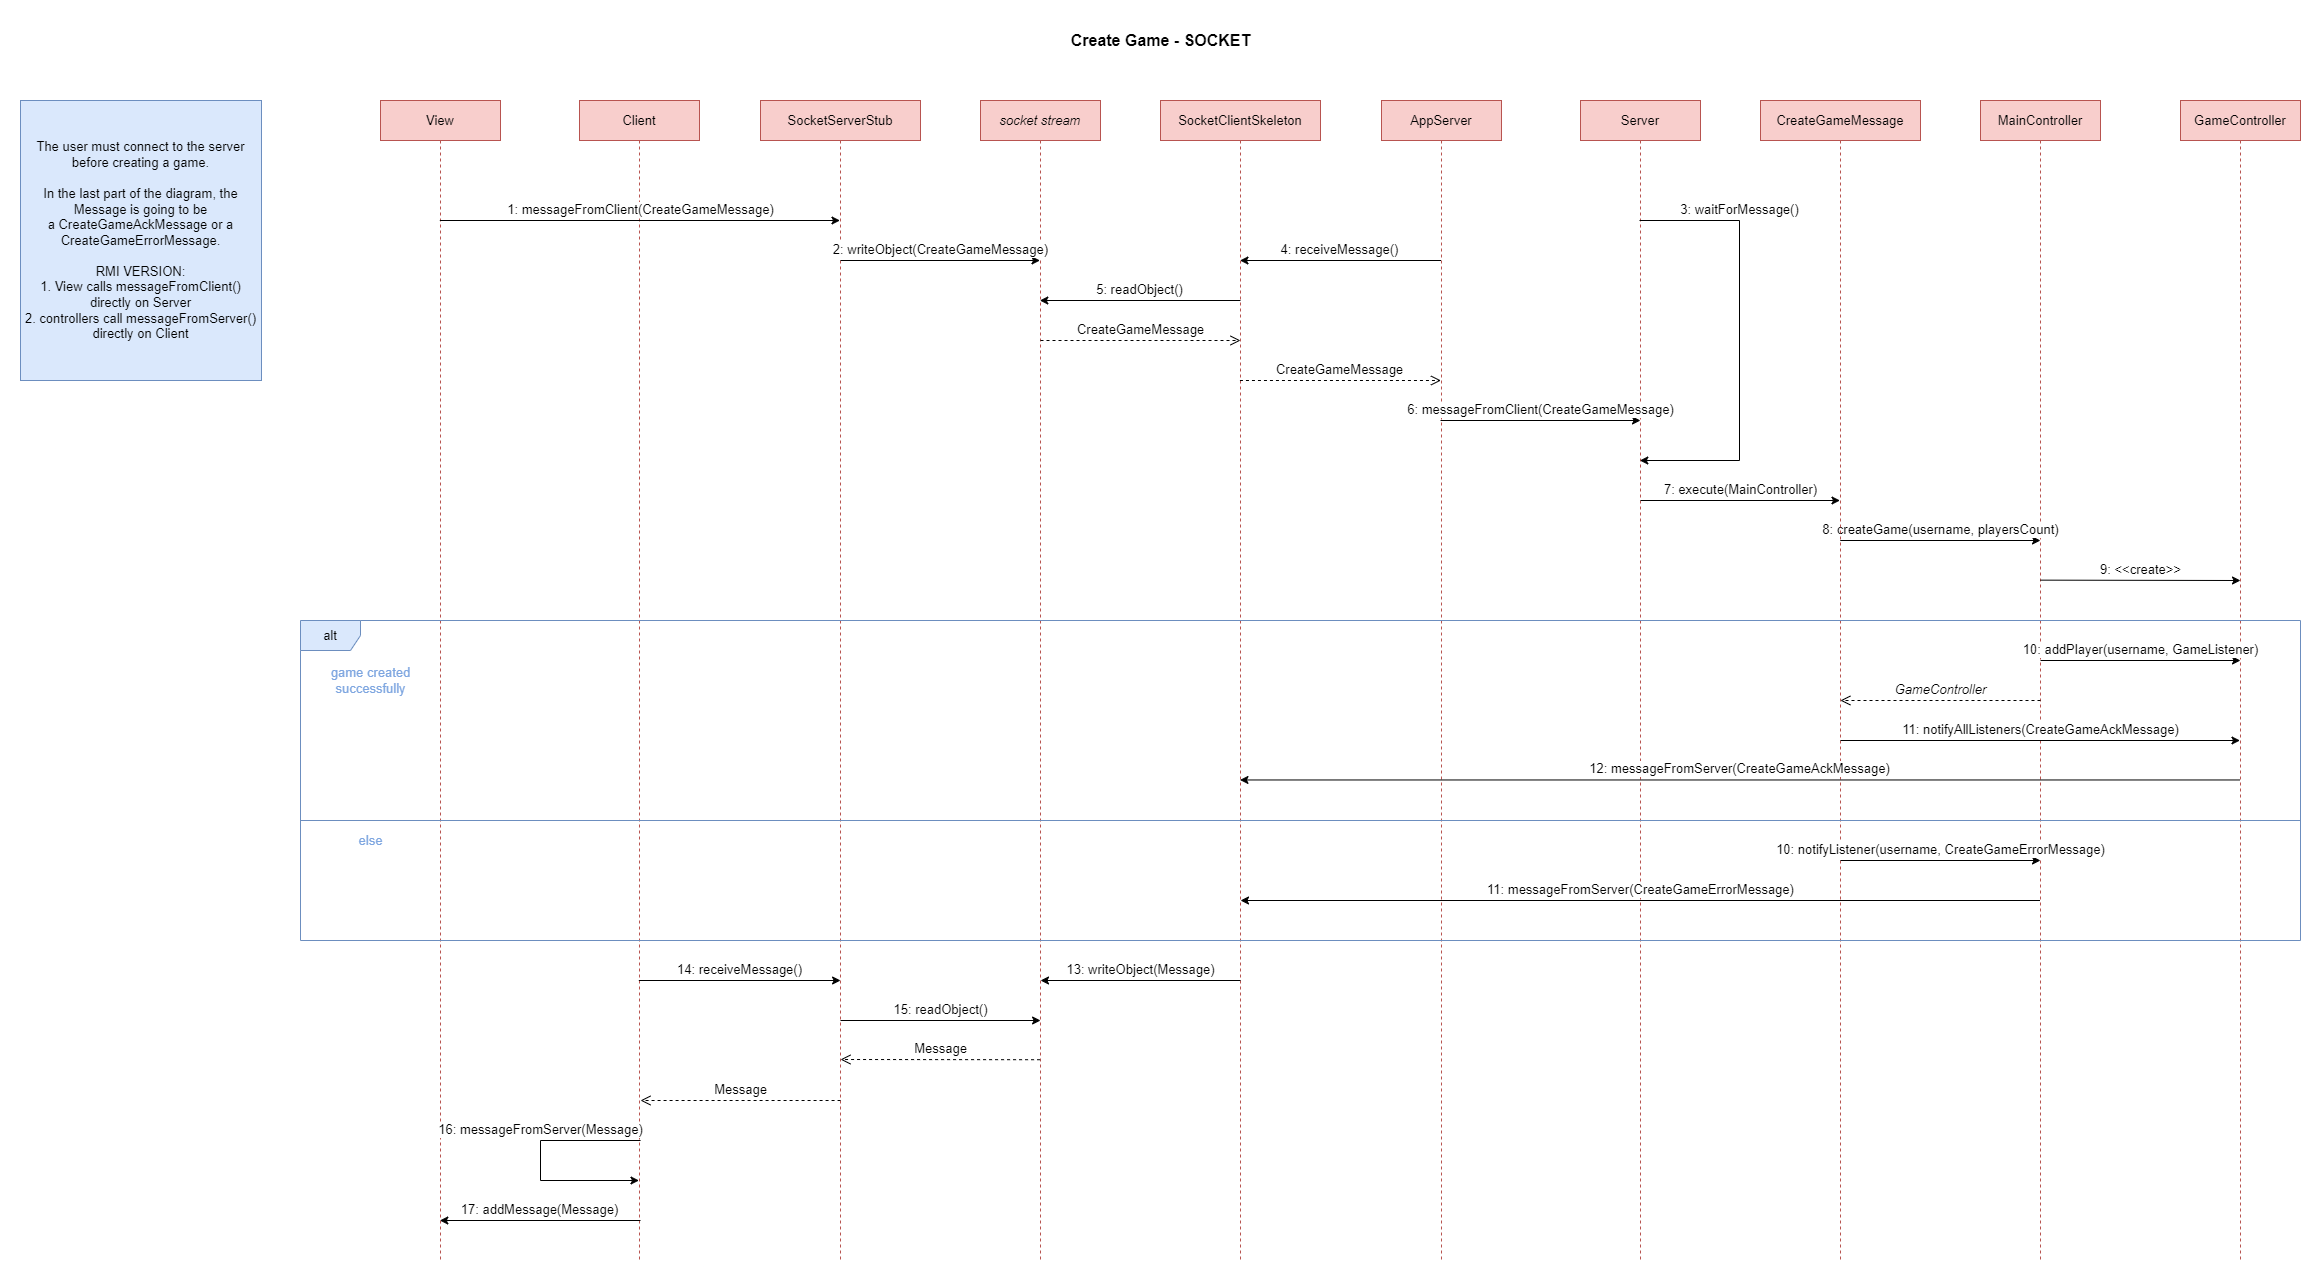 Create Game - SOCKET
The user must connect to the server
before creating a game.
In the last part of the diagram, the
Message is going to be
a CreateGameAckMessage or a
CreateGameErrorMessage.
RMI VERSION:
1. View calls messageFromClient()
directly on Server
2. controllers call messageFromServer()
directly on Client
View
Client
SocketServerStub
socket stream
SocketClientSkeleton
AppServer
Server
CreateGameMessage
MainController
GameController
1: messageFromClient(CreateGameMessage)
3: waitForMessage()
2: writeObject(CreateGameMessage)
4: receiveMessage()
5: readObject()
CreateGameMessage
CreateGameMessage
6: messageFromClient(CreateGameMessage)
7: execute(MainController)
8: createGame(username, playersCount)
9: <<create>>
alt
game created
successfully
10: addPlayer(username, GameListener)
GameController
11: notifyAllListeners(CreateGameAckMessage)
12: messageFromServer(CreateGameAckMessage)
else
10: notifyListener(username, CreateGameErrorMessage)
11: messageFromServer(CreateGameErrorMessage)
14: receiveMessage()
13: writeObject(Message)
15: readObject()
Message
Message
16: messageFromServer(Message)
17: addMessage(Message)